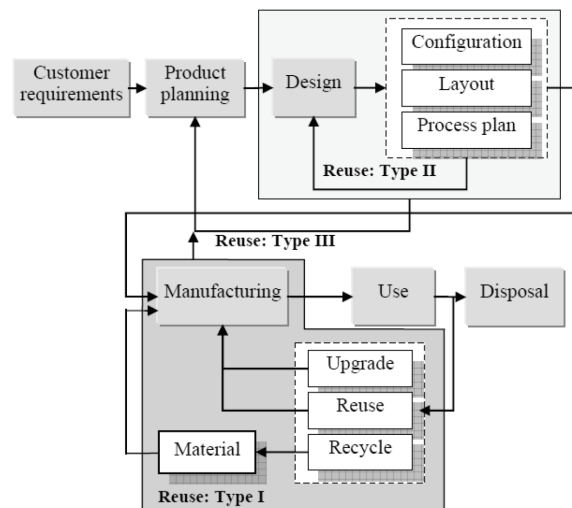 Customer
requirements
Product
planning
Design
Configuration
Layout
Process plan
Reuse: Type II
Reuse: Type III
Manufacturing
Use
Disposal
Upgrade
Reuse
Recycle
Material
Reuse: Type I